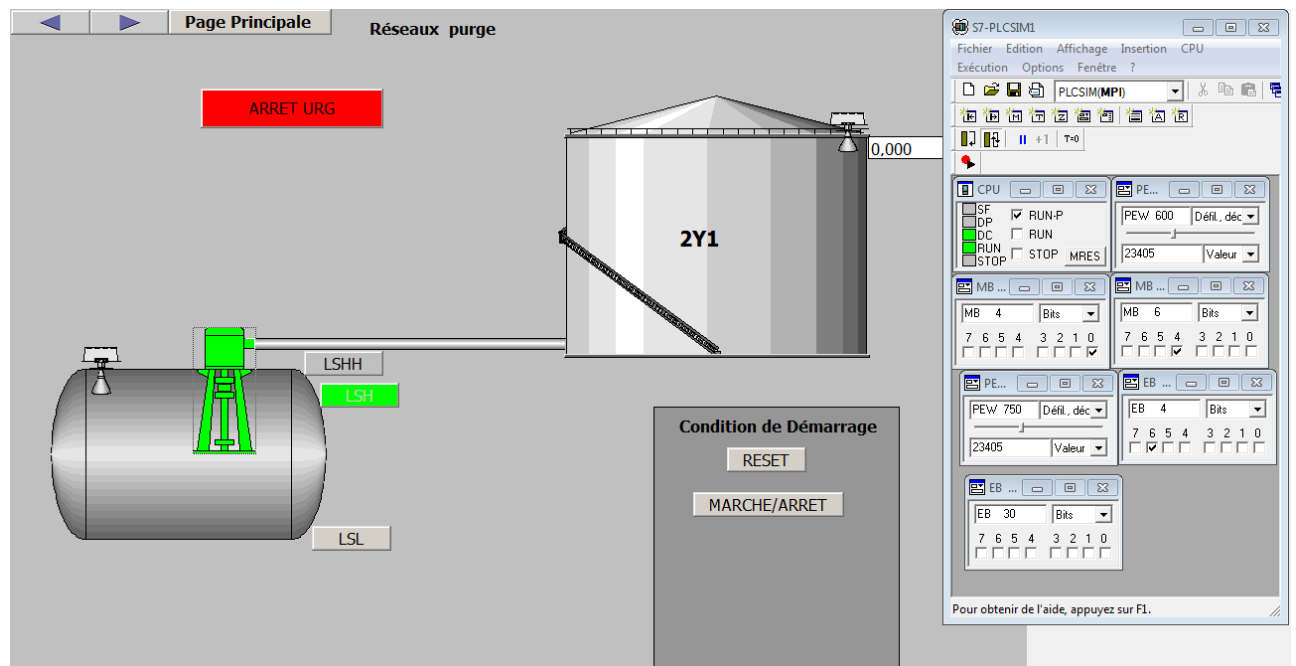 Page Principale
Réseaux purge
ARRET URG
0,000
2Y1
LSHH
LSH
LSL
Condition de Démarrage
RESET
MARCHE/ARRET
S7-PLCSIM1
Fichier Edition Affichage Insertion CPU
Exécution Options Fenêtre ?
PLCSIM(MPI)
+1 T=0
CPU
SF
DP
DC
RUN
STOP
RUN-P
RUN
STOP MRES
PE...
PEW 600 Défil., déc
23405 Valeur
MB ...
MB 4 Bits
7 6 5 4 3 2 1 0
MB ...
MB 6 Bits
7 6 5 4 3 2 1 0
PE...
PEW 750 Défil., déc
23405 Valeur
EB ...
EB 4 Bits
7 6 5 4 3 2 1 0
EB ...
EB 30 Bits
7 6 5 4 3 2 1 0
Pour obtenir de l'aide, appuyez sur F1.